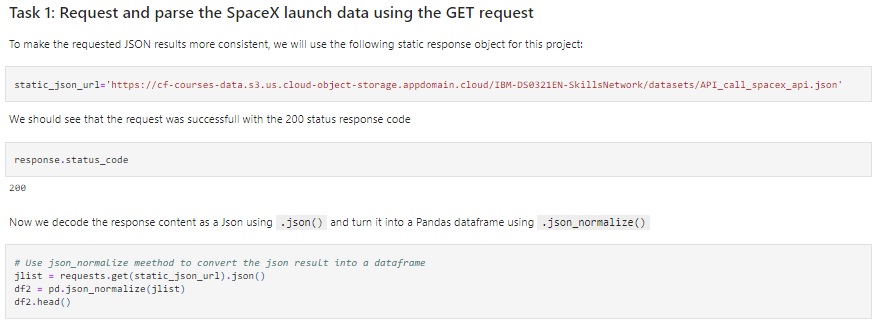 Task 1: Request and parse the SpaceX launch data using the GET request
To make the requested JSON results more consistent, we will use the following static response object for this project:
static_json_url='https://cf-courses-data.s3.us.cloud-object-storage.appdomain.cloud/IBM-DS0321EN-SkillsNetwork/datasets/API_call_spacex_api.json'
We should see that the request was successfull with the 200 status response code
response.status_code
200
Now we decode the response content as a Json using .json() and turn it into a Pandas dataframe using .json_normalize()
# Use json_normalize meethod to convert the json result into a dataframe
jlist = requests.get(static_json_url).json()
df2 = pd.json_normalize(jlist)
df2.head()